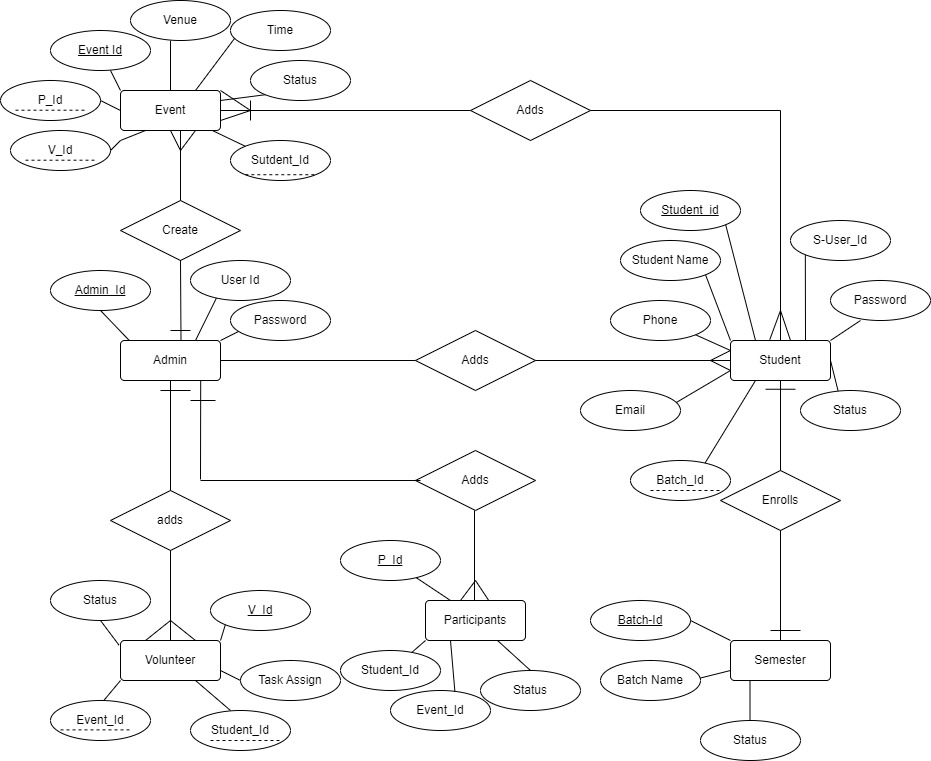 Venue
Time
Event Id
Status
P_Id
Event
Adds
V_Id
Sutdent_Id
Student_id
Create
S-User_Id
Student Name
User Id
Admin_Id
Password
Phone
Password
Admin
Adds
Student
Email
Status
Adds
Batch_Id
Enrolls
adds
P_Id
Status
V_Id
Participants
Batch-Id
Volunteer
Semester
Student_Id
Task Assign
Batch Name
Status
Event_Id
Event_Id
Student_Id
Status